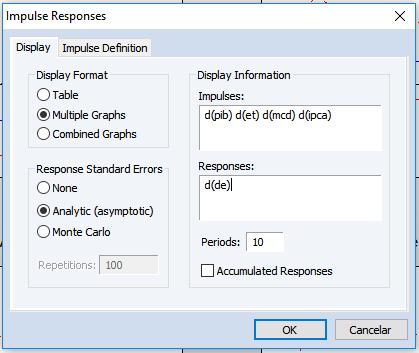 Impulse Responses
Display
Impulse Definition
Display Format
Table
Multiple Graphs
Combined Graphs
Response Standard Errors
None
Analytic (asymptotic)
Monte Carlo
Repetitions: 100
Display Information
Impulses:
d(pib) d(et) d(mcd) d(ipca)
Responses:
d(de)
Periods: 10
Accumulated Responses
OK
Cancelar